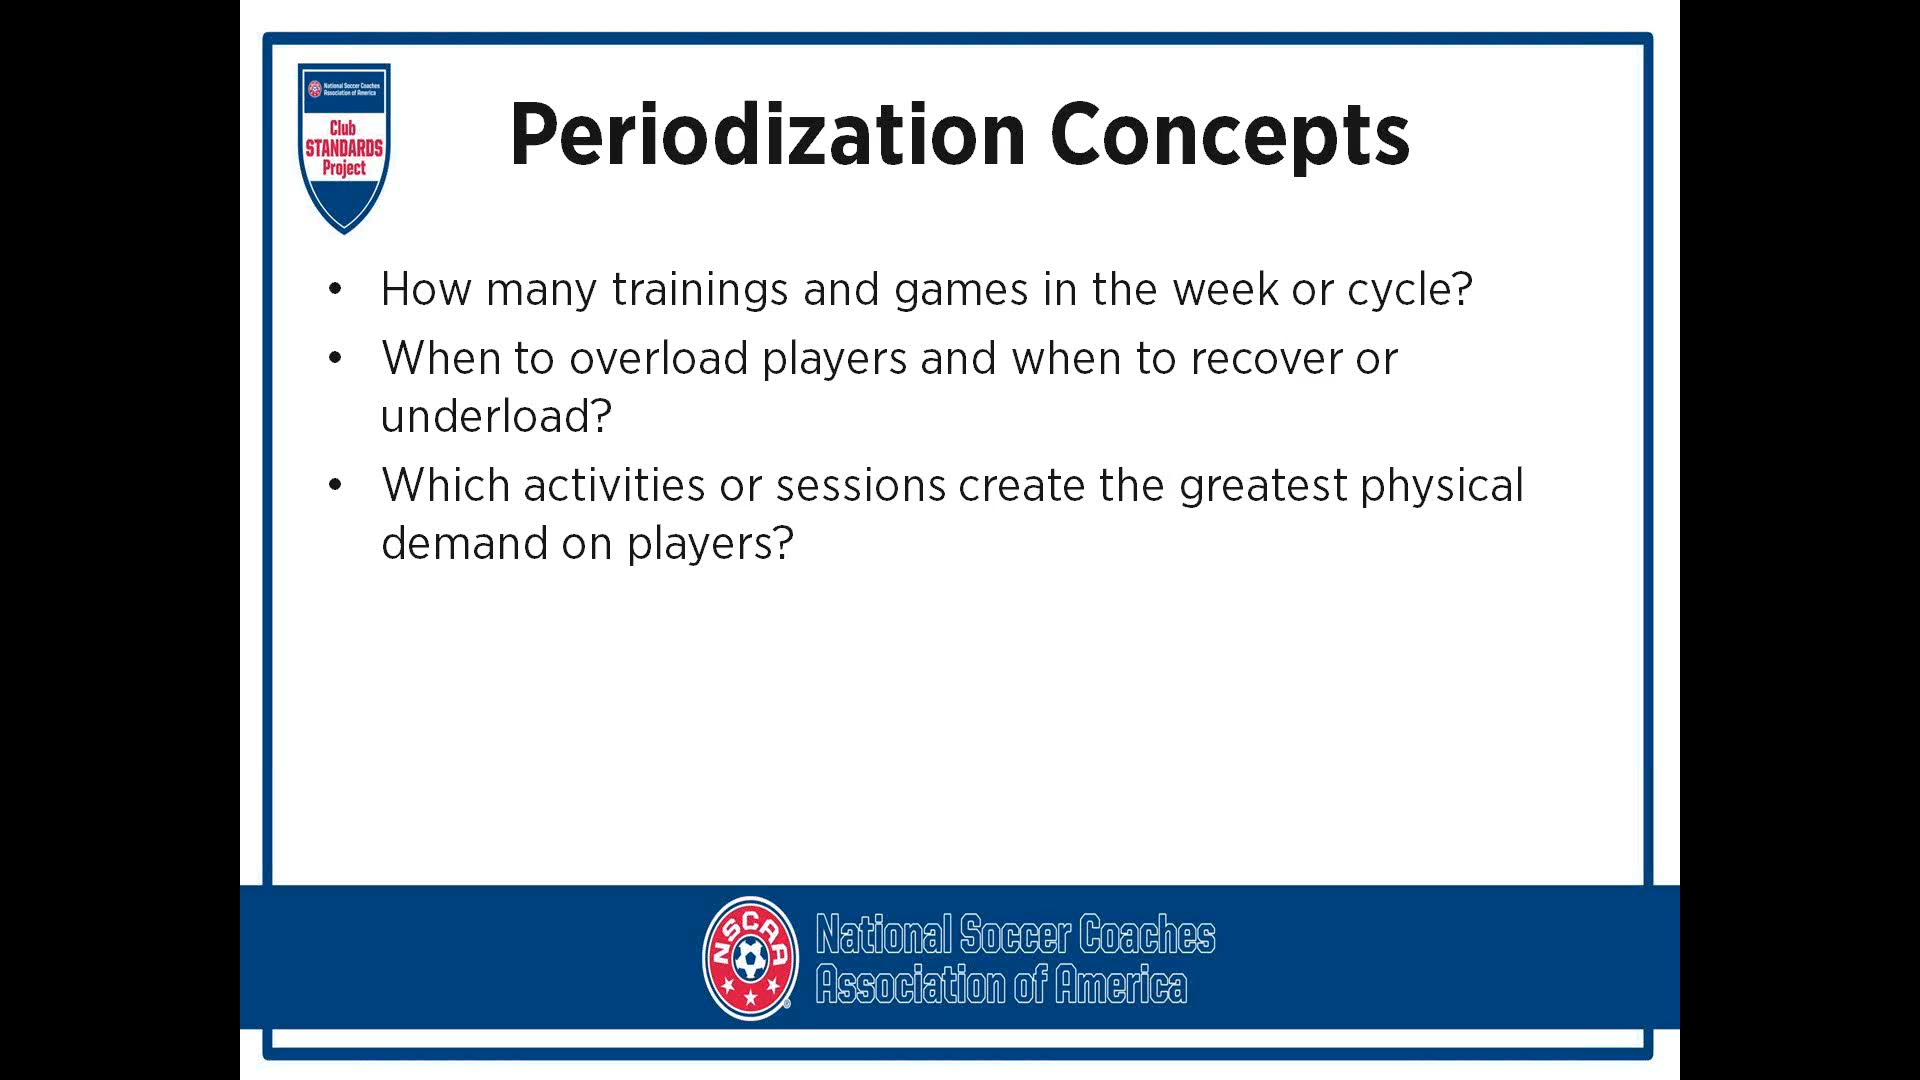 National Soccer Coaches
Association of America
Club
STANDARDS
Project
Periodization Concepts
• How many trainings and games in the week or cycle?
• When to overload players and when to recover or
underload?
• Which activities or sessions create the greatest physical
demand on players?
NSCAA
®
National Soccer Coaches
Association of America